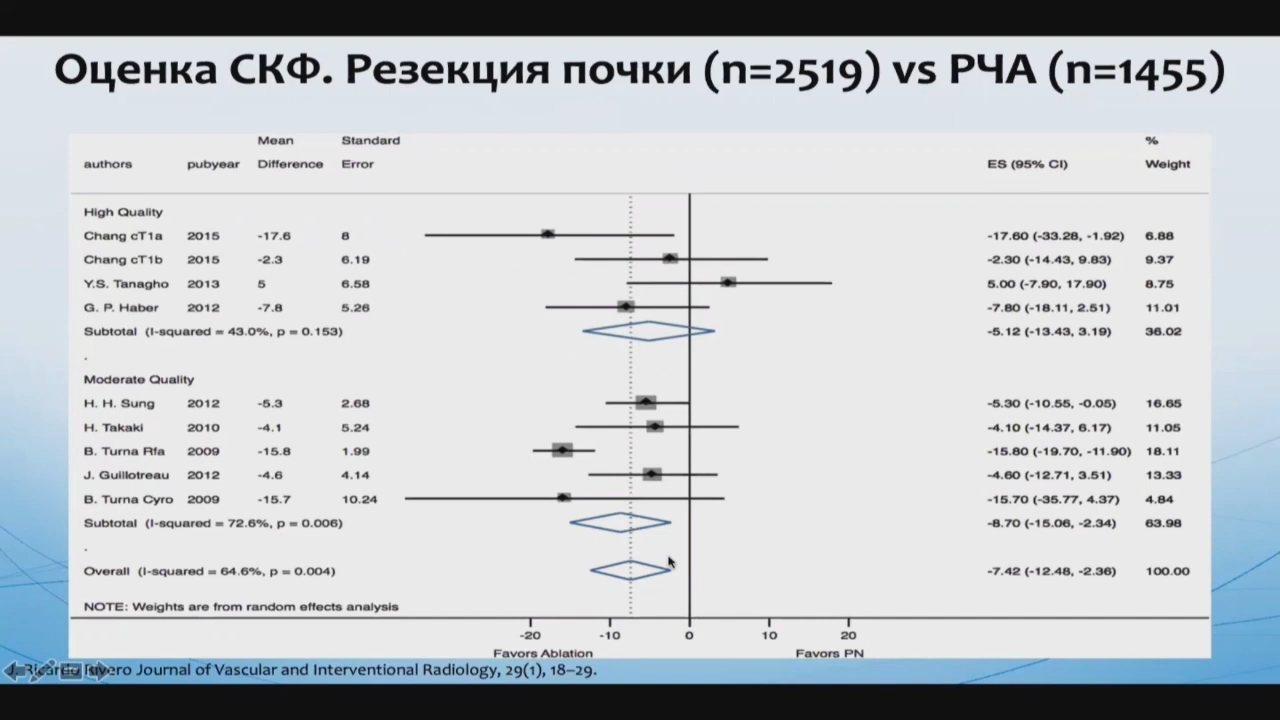 Оценка СКФ. Резекция почки (n=2519) vs РЧА (n=1455)
Mean Standard %
authors pubyear Difference Error ES (95% CI) Weight
High Quality
Chang cT1a 2015 -17.6 8 -17.60 (-33.28, -1.92) 6.88
Chang cT1b 2015 -2.3 6.19 -2.30 (-14.43, 9.83) 9.37
Y.S. Tanagho 2013 5 6.58 5.00 (-7.90, 17.90) 8.75
G. P. Haber 2012 -7.8 5.26 -7.80 (-18.11, 2.51) 11.01
Subtotal (I-squared = 43.0%, p = 0.153) -5.12 (-13.43, 3.19) 36.02
.
Moderate Quality
H. H. Sung 2012 -5.3 2.68 -5.30 (-10.55, -0.05) 16.65
H. Takaki 2010 -4.1 5.24 -4.10 (-14.37, 6.17) 11.05
B. Turna Rfa 2009 -15.8 1.99 -15.80 (-19.70, -11.90) 18.11
J. Guillotreau 2012 -4.6 4.14 -4.60 (-12.71, 3.51) 13.33
B. Turna Cyro 2009 -15.7 10.24 -15.70 (-35.77, 4.37) 4.84
Subtotal (I-squared = 72.6%, p = 0.006) -8.70 (-15.06, -2.34) 63.98
.
Overall (I-squared = 64.6%, p = 0.004) -7.42 (-12.48, -2.36) 100.00
NOTE: Weights are from random effects analysis
-20 -10 0 10 20
Favors Ablation Favors PN
J. Ricardo Rivero Journal of Vascular and Interventional Radiology, 29(1), 18–29.